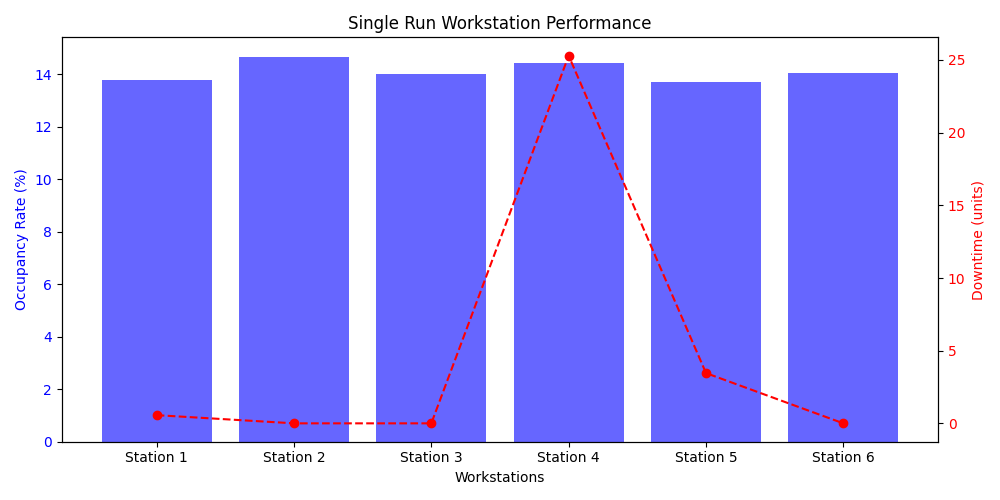 Single Run Workstation Performance
Occupancy Rate (%)
14
12
10
8
6
4
2
0
25
20
15
10
5
0
Downtime (units)
Station 1 Station 2 Station 3 Station 4 Station 5 Station 6
Workstations